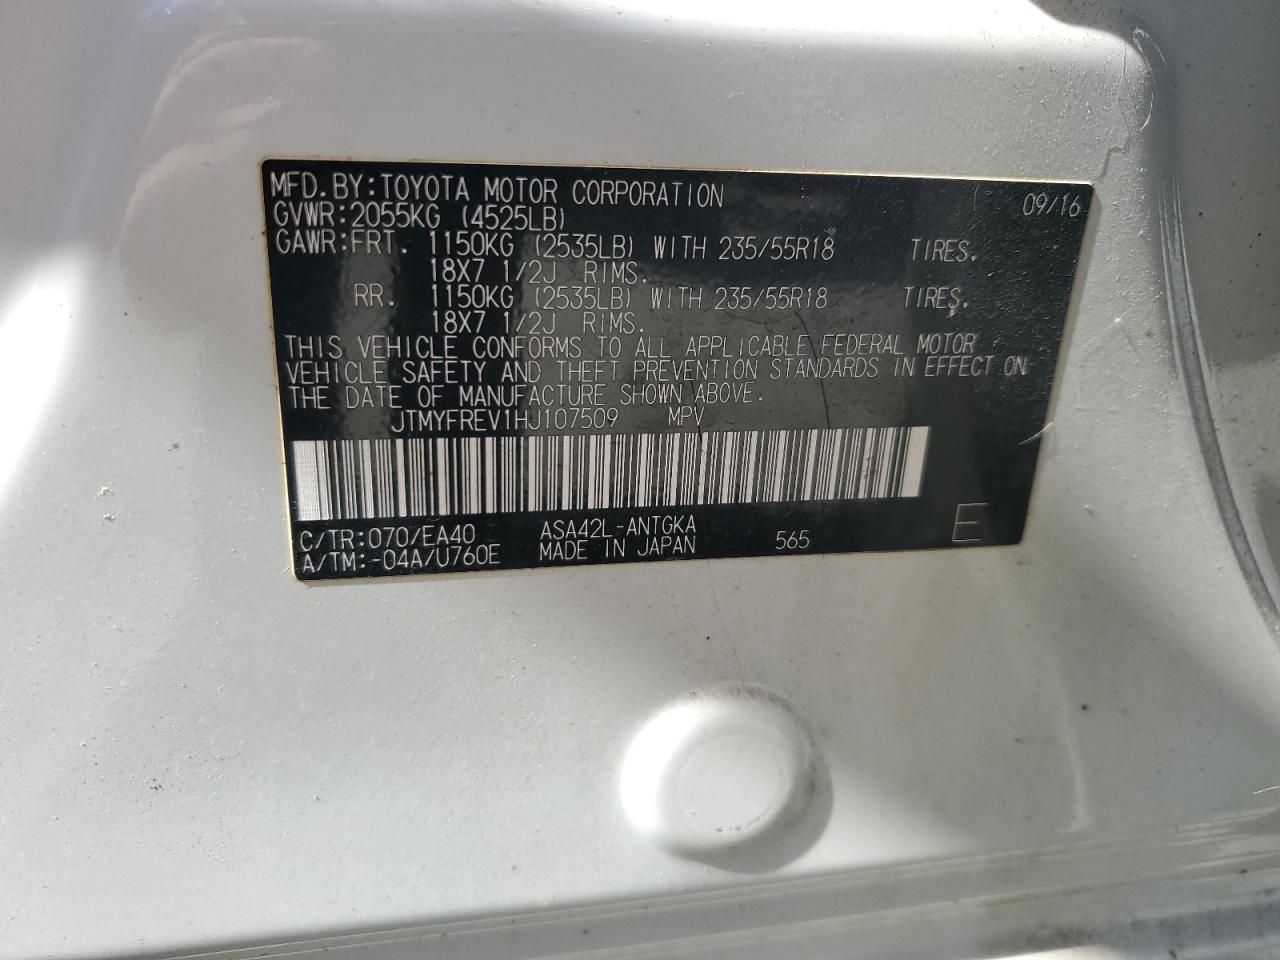 MFD.BY:TOYOTA MOTOR CORPORATION 09/16
GVWR:2055KG (4525LB)
GAWR:FRT. 1150KG (2535LB) WITH 235/55R18 TIRES.
18X7 1/2J RIMS.
RR. 1150KG (2535LB) WITH 235/55R18 TIRES.
18X7 1/2J RIMS.
THIS VEHICLE CONFORMS TO ALL APPLICABLE FEDERAL MOTOR
VEHICLE SAFETY AND THEFT PREVENTION STANDARDS IN EFFECT ON
THE DATE OF MANUFACTURE SHOWN ABOVE.
JTMYFREV1HJ107509 MPV
C/TR:070/EA40 ASA42L-ANTGKA
A/TM:-04A/U760E MADE IN JAPAN 565 E